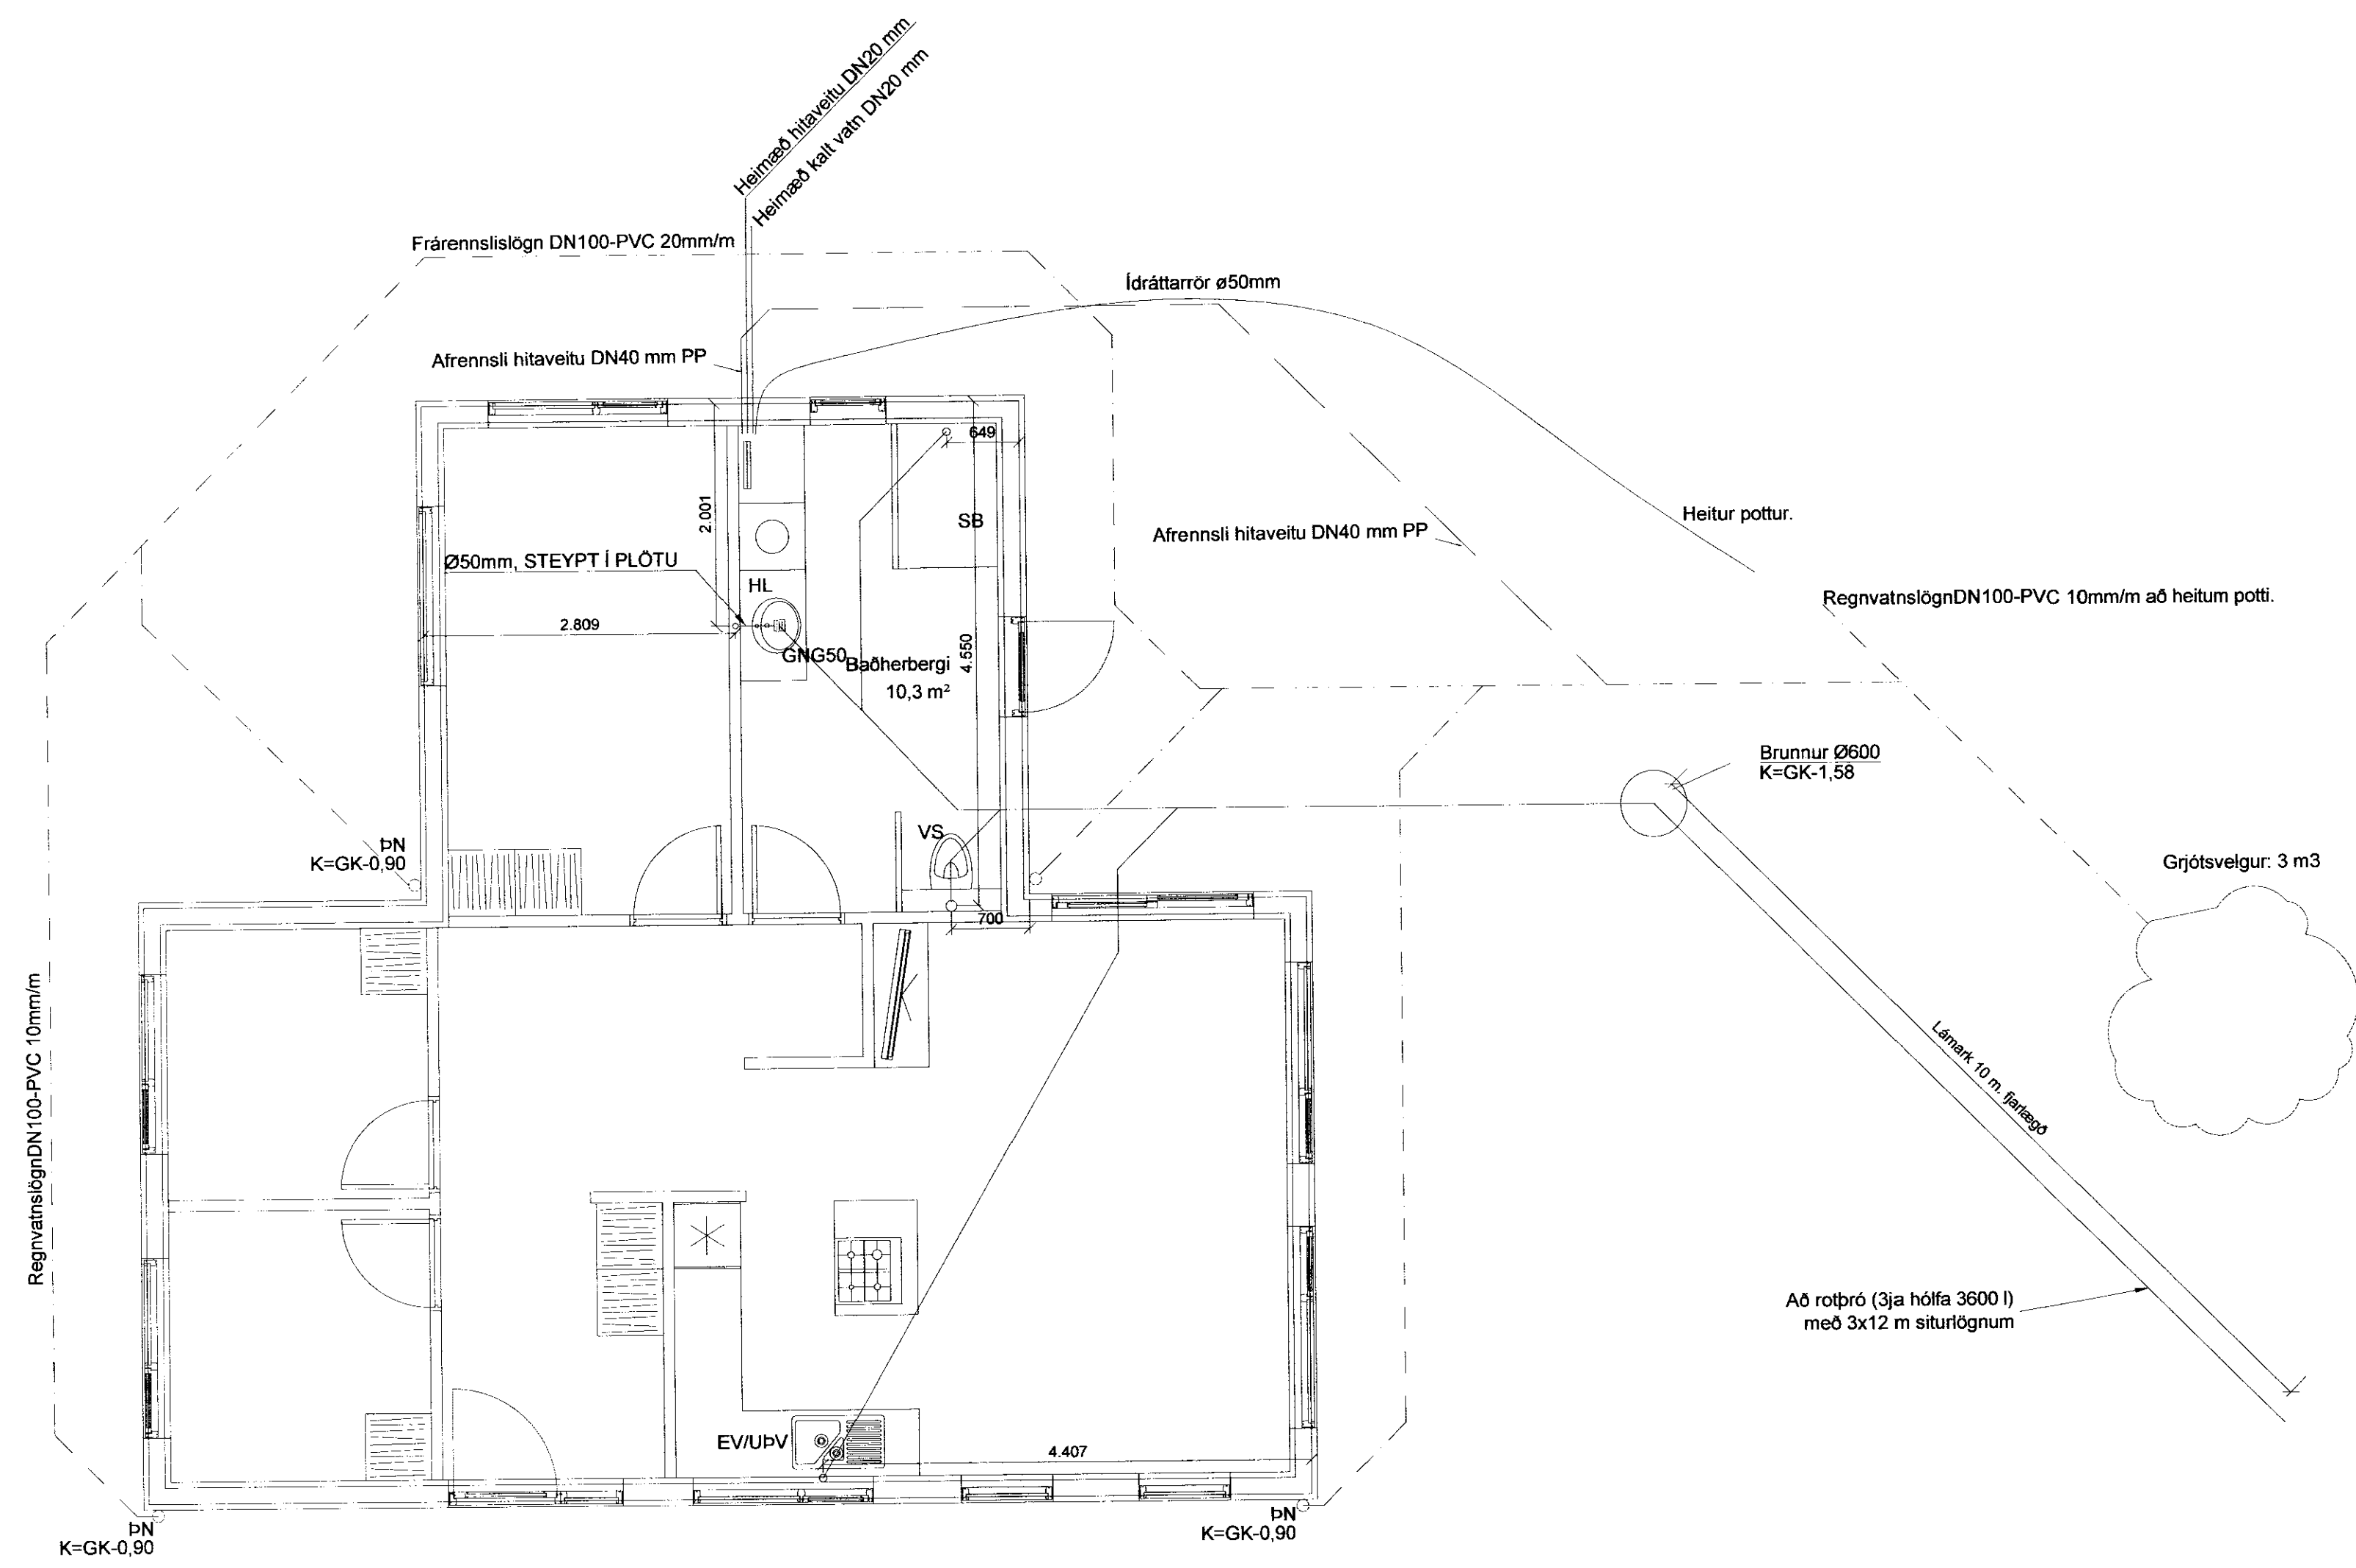 Heimæð hitaveitu DN20 mm
Heimæð kalt vatn DN20 mm
Frárennslislögn DN100-PVC 20mm/m
Ídráttarrör ø50mm
Afrennsli hitaveitu DN40 mm PP
649
2.001
SB
Heitur pottur.
Afrennsli hitaveitu DN40 mm PP
Ø50mm, STEYPT Í PLÖTU
HL
RegnvatnslögnDN100-PVC 10mm/m að heitum potti.
2.809
GNG50
Baðherbergi
10,3 m²
4.550
Brunnur Ø600
K=GK-1,58
VS
ÞN
K=GK-0,90
Grjótsvelgur: 3 m3
700
RegnvatnslögnDN100-PVC 10mm/m
Lámark 10 m. fjarlægð
Að rotþró (3ja hólfa 3600 l)
með 3x12 m siturlögnum
EV/UÞV
4.407
ÞN
K=GK-0,90
ÞN
K=GK-0,90